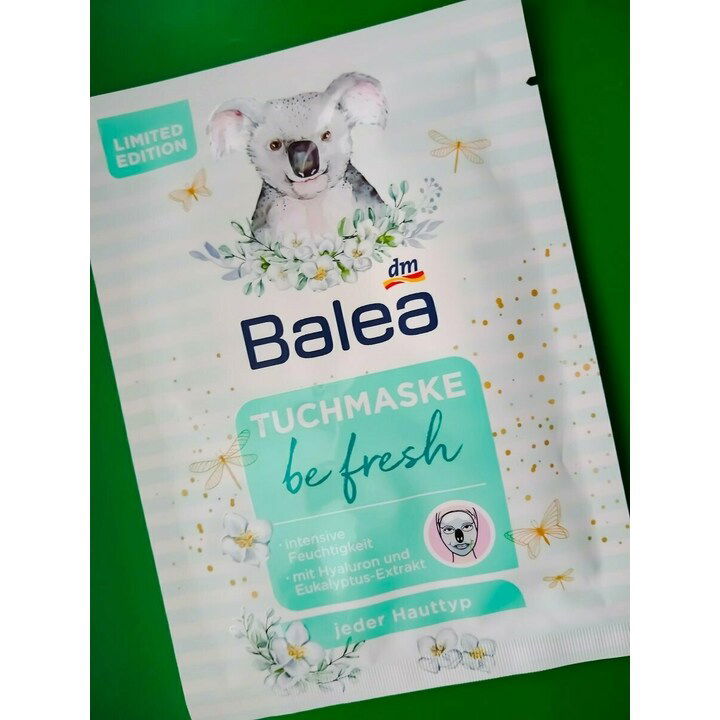 LIMITED
EDITION
dm
Balea
TUCHMASKE
be fresh
· intensive
Feuchtigkeit
· mit Hyaluron und
Eukalyptus-Extrakt
jeder Hauttyp